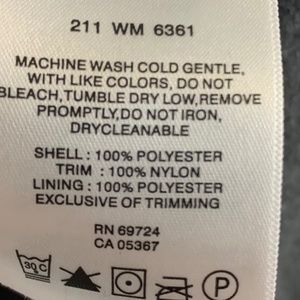 211 WM 6361
MACHINE WASH COLD GENTLE,
WITH LIKE COLORS, DO NOT
BLEACH,TUMBLE DRY LOW,REMOVE
PROMPTLY,DO NOT IRON,
DRYCLEANABLE
SHELL : 100% POLYESTER
TRIM : 100% NYLON
LINING : 100% POLYESTER
EXCLUSIVE OF TRIMMING
RN 69724
CA 05367
30°C P